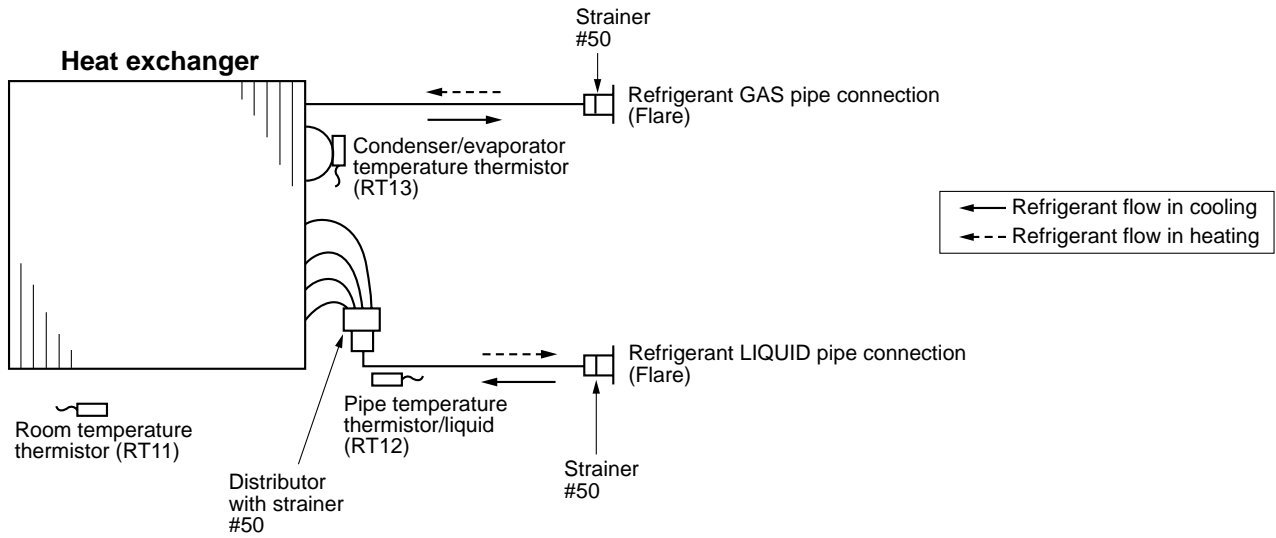 Strainer
#50
Heat exchanger
Refrigerant GAS pipe connection
(Flare)
Condenser/evaporator
temperature thermistor
(RT13)
Refrigerant flow in cooling
Refrigerant flow in heating
Refrigerant LIQUID pipe connection
(Flare)
Pipe temperature
thermistor/liquid
(RT12)
Room temperature
thermistor (RT11)
Distributor
with strainer
#50
Strainer
#50